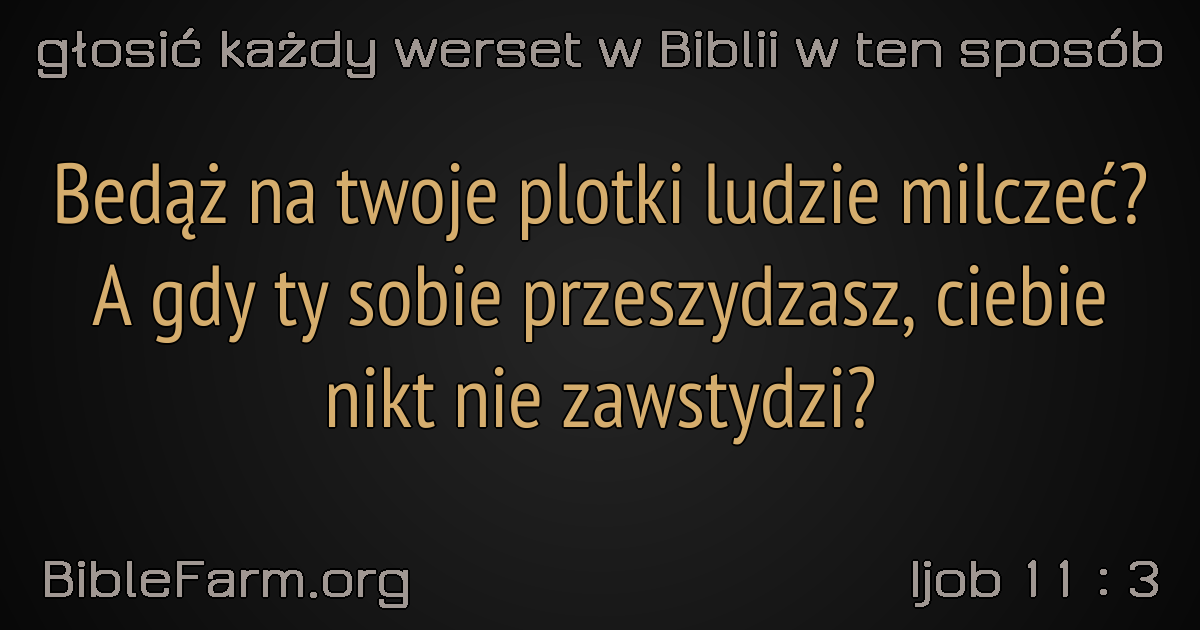 głosić każdy werset w Biblii w ten sposób
Bedąż na twoje plotki ludzie milczeć?
A gdy ty sobie przeszydzasz, ciebie
nikt nie zawstydzi?
BibleFarm.org
Ijob 11 : 3